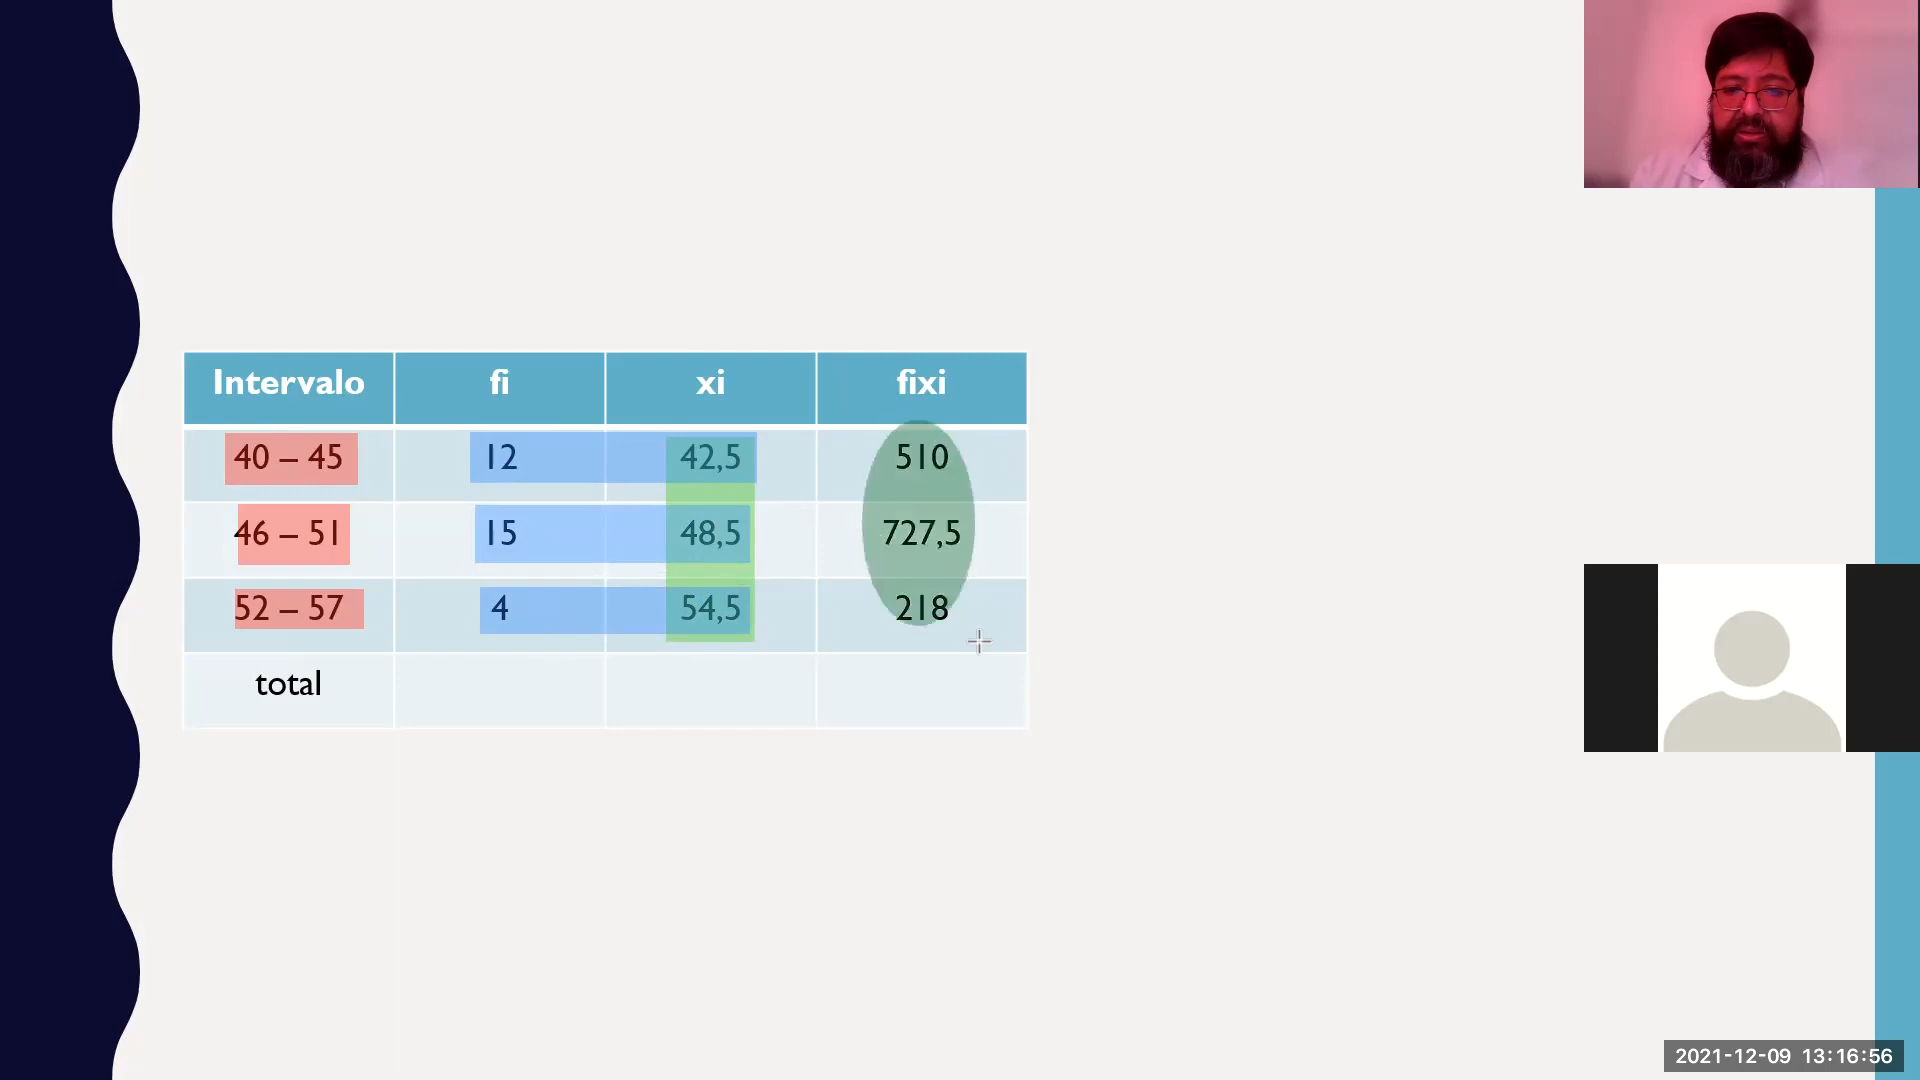 Intervalo fi xi fixi
40 – 45 12 42,5 510
46 – 51 15 48,5 727,5
52 – 57 4 54,5 218
total
2021-12-09 13:16:56